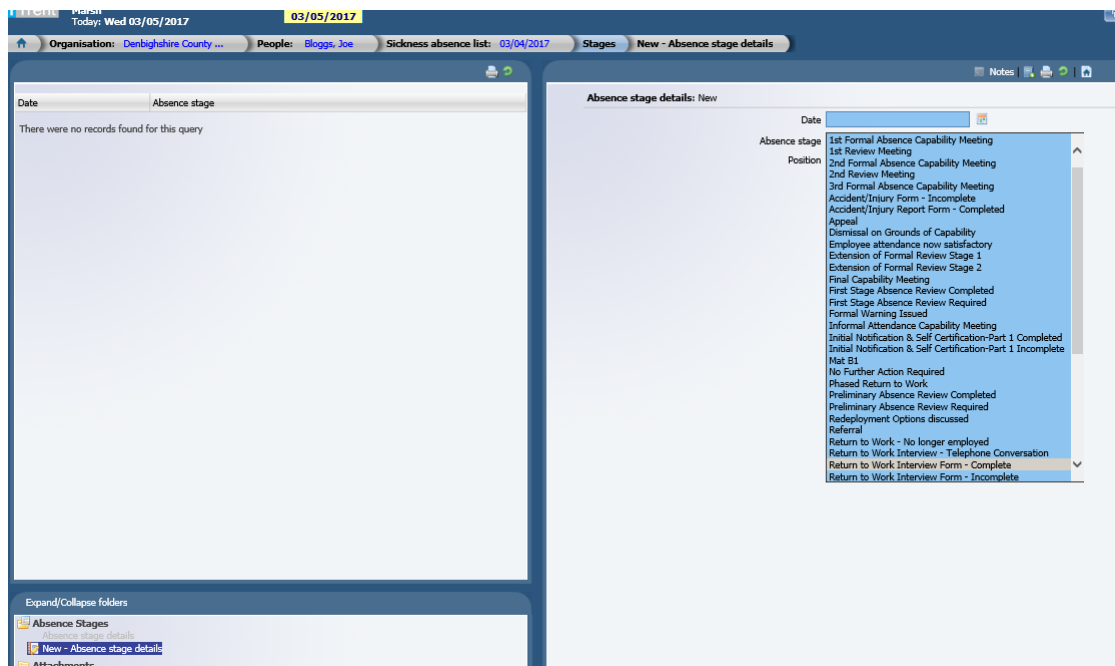 iTrent
Marsh
Today: Wed 03/05/2017
03/05/2017
Organisation: Denbighshire County ... People: Bloggs, Joe Sickness absence list: 03/04/2017 Stages New - Absence stage details
Notes
Date Absence stage
There were no records found for this query
Absence stage details: New
Date
Absence stage
Position
1st Formal Absence Capability Meeting
1st Review Meeting
2nd Formal Absence Capability Meeting
2nd Review Meeting
3rd Formal Absence Capability Meeting
Accident/Injury Form - Incomplete
Accident/Injury Report Form - Completed
Appeal
Dismissal on Grounds of Capability
Employee attendance now satisfactory
Extension of Formal Review Stage 1
Extension of Formal Review Stage 2
Final Capability Meeting
First Stage Absence Review Completed
First Stage Absence Review Required
Formal Warning Issued
Informal Attendance Capability Meeting
Initial Notification & Self Certification-Part 1 Completed
Initial Notification & Self Certification-Part 1 Incomplete
Mat B1
No Further Action Required
Phased Return to Work
Preliminary Absence Review Completed
Preliminary Absence Review Required
Redeployment Options discussed
Referral
Return to Work - No longer employed
Return to Work Interview - Telephone Conversation
Return to Work Interview Form - Complete
Return to Work Interview Form - Incomplete
Expand/Collapse folders
Absence Stages
Absence stage details
New - Absence stage details
Attachments